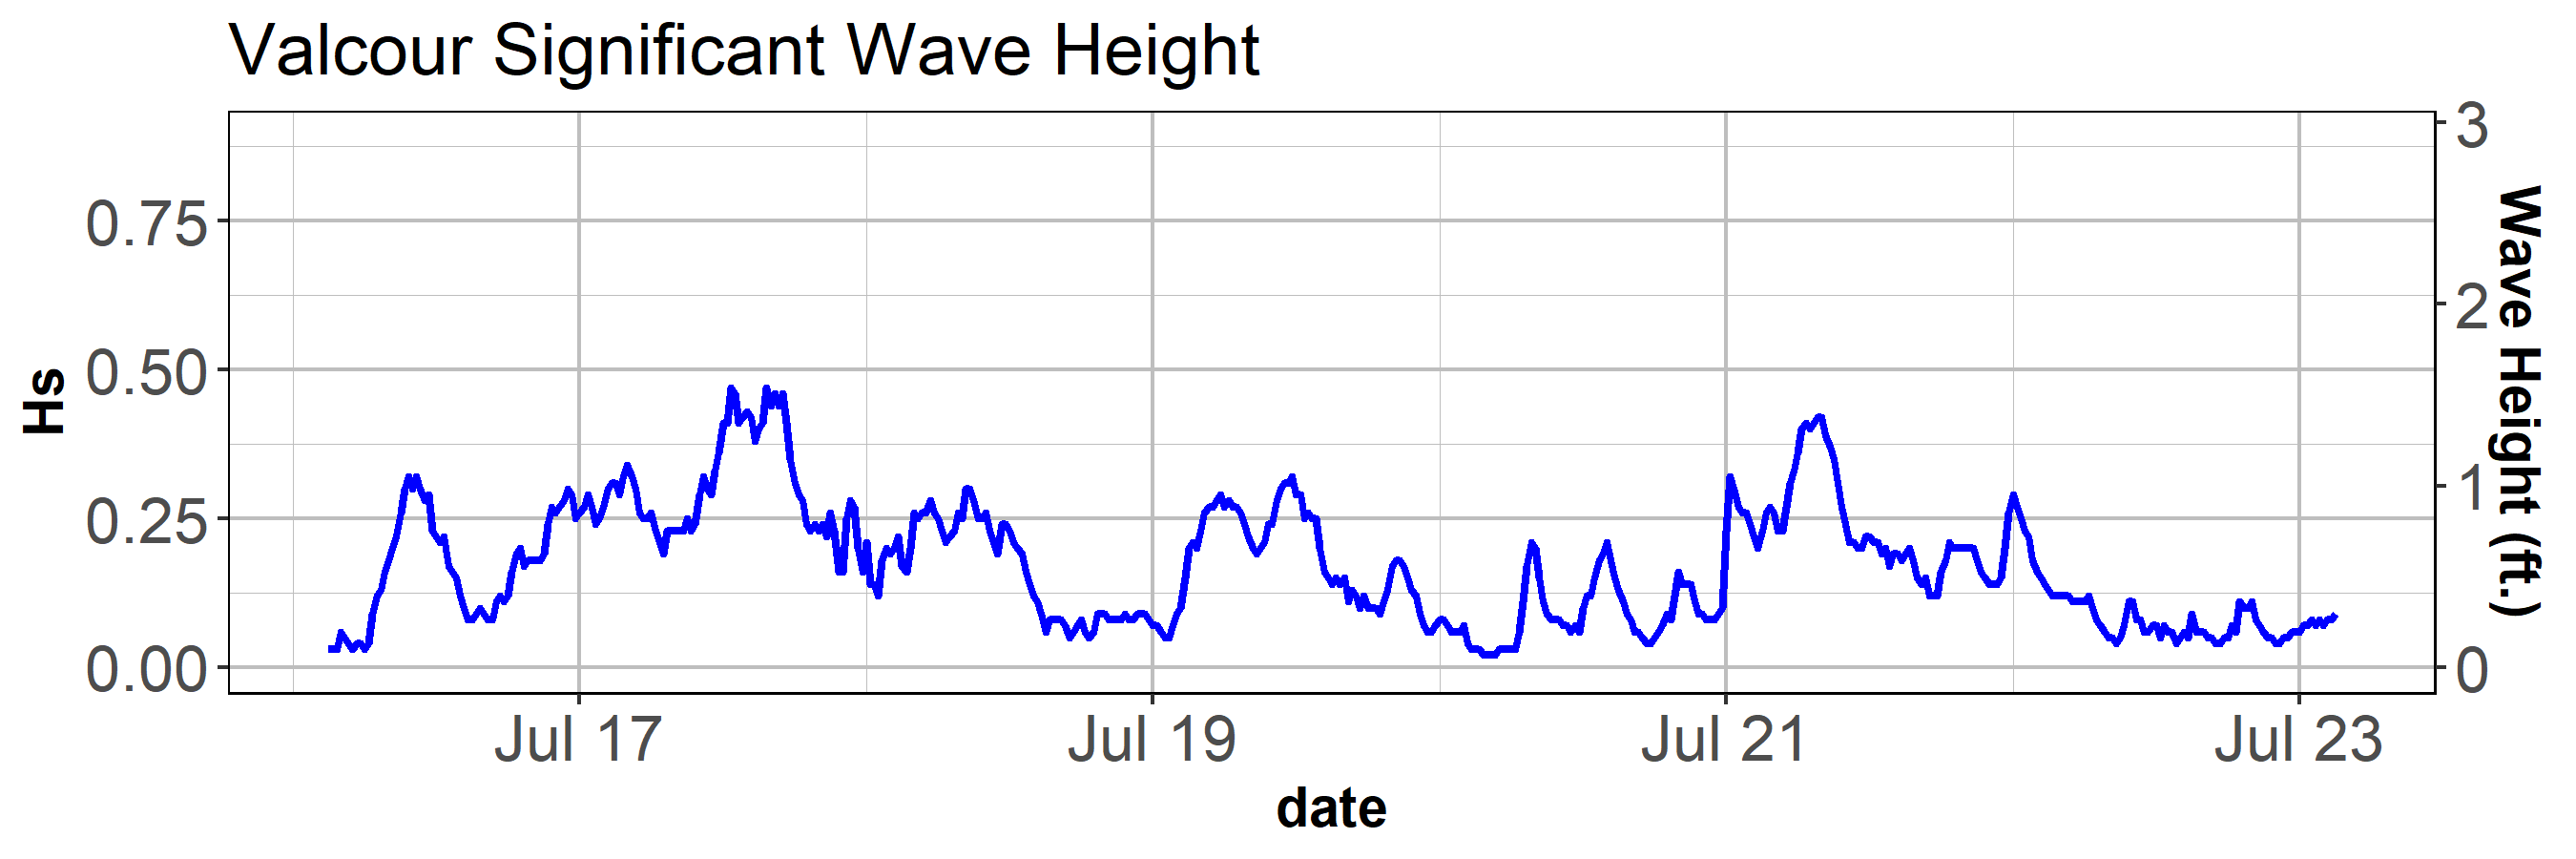 Valcour Significant Wave Height
Hs
0.75
0.50
0.25
0.00
3
2
1
0
Wave Height (ft.)
Jul 17
Jul 19
Jul 21
Jul 23
date